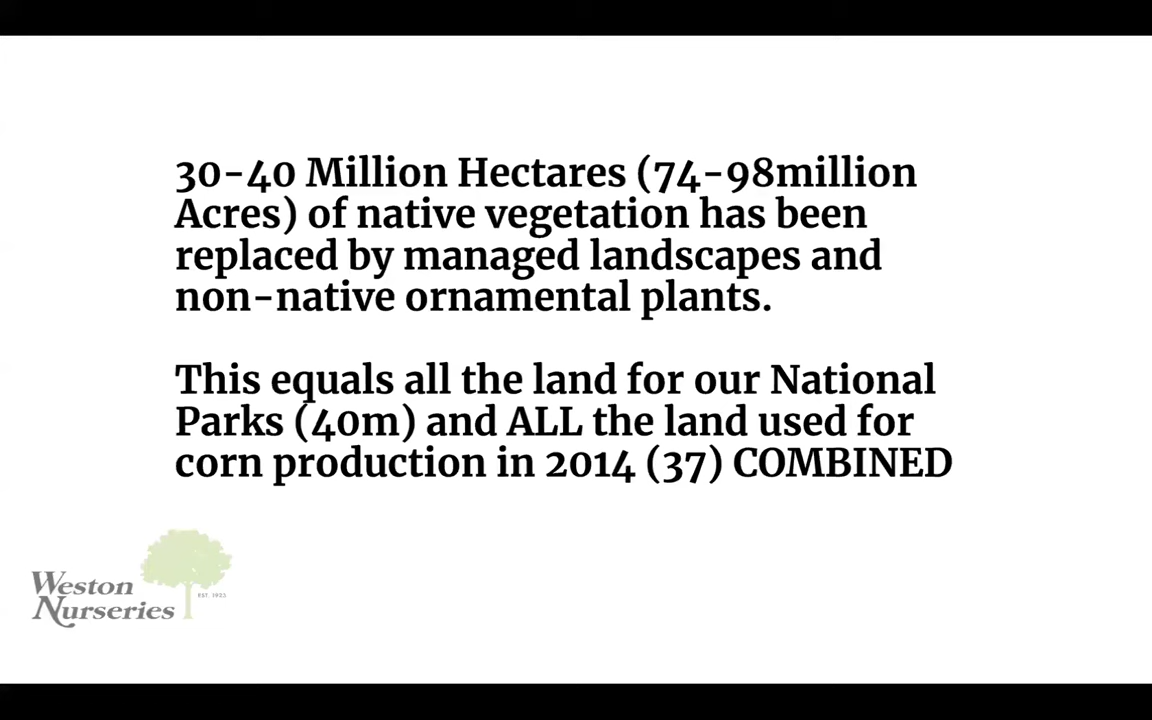 30-40 Million Hectares (74-98million
Acres) of native vegetation has been
replaced by managed landscapes and
non-native ornamental plants.
This equals all the land for our National
Parks (40m) and ALL the land used for
corn production in 2014 (37) COMBINED
Weston
Nurseries
EST. 1923